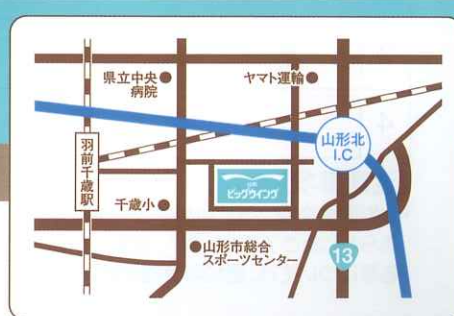 県立中央
病院
ヤマト運輸
山形北
I.C
羽前千歳駅
山形
ビッグウイング
千歳小
山形市総合
スポーツセンター
13